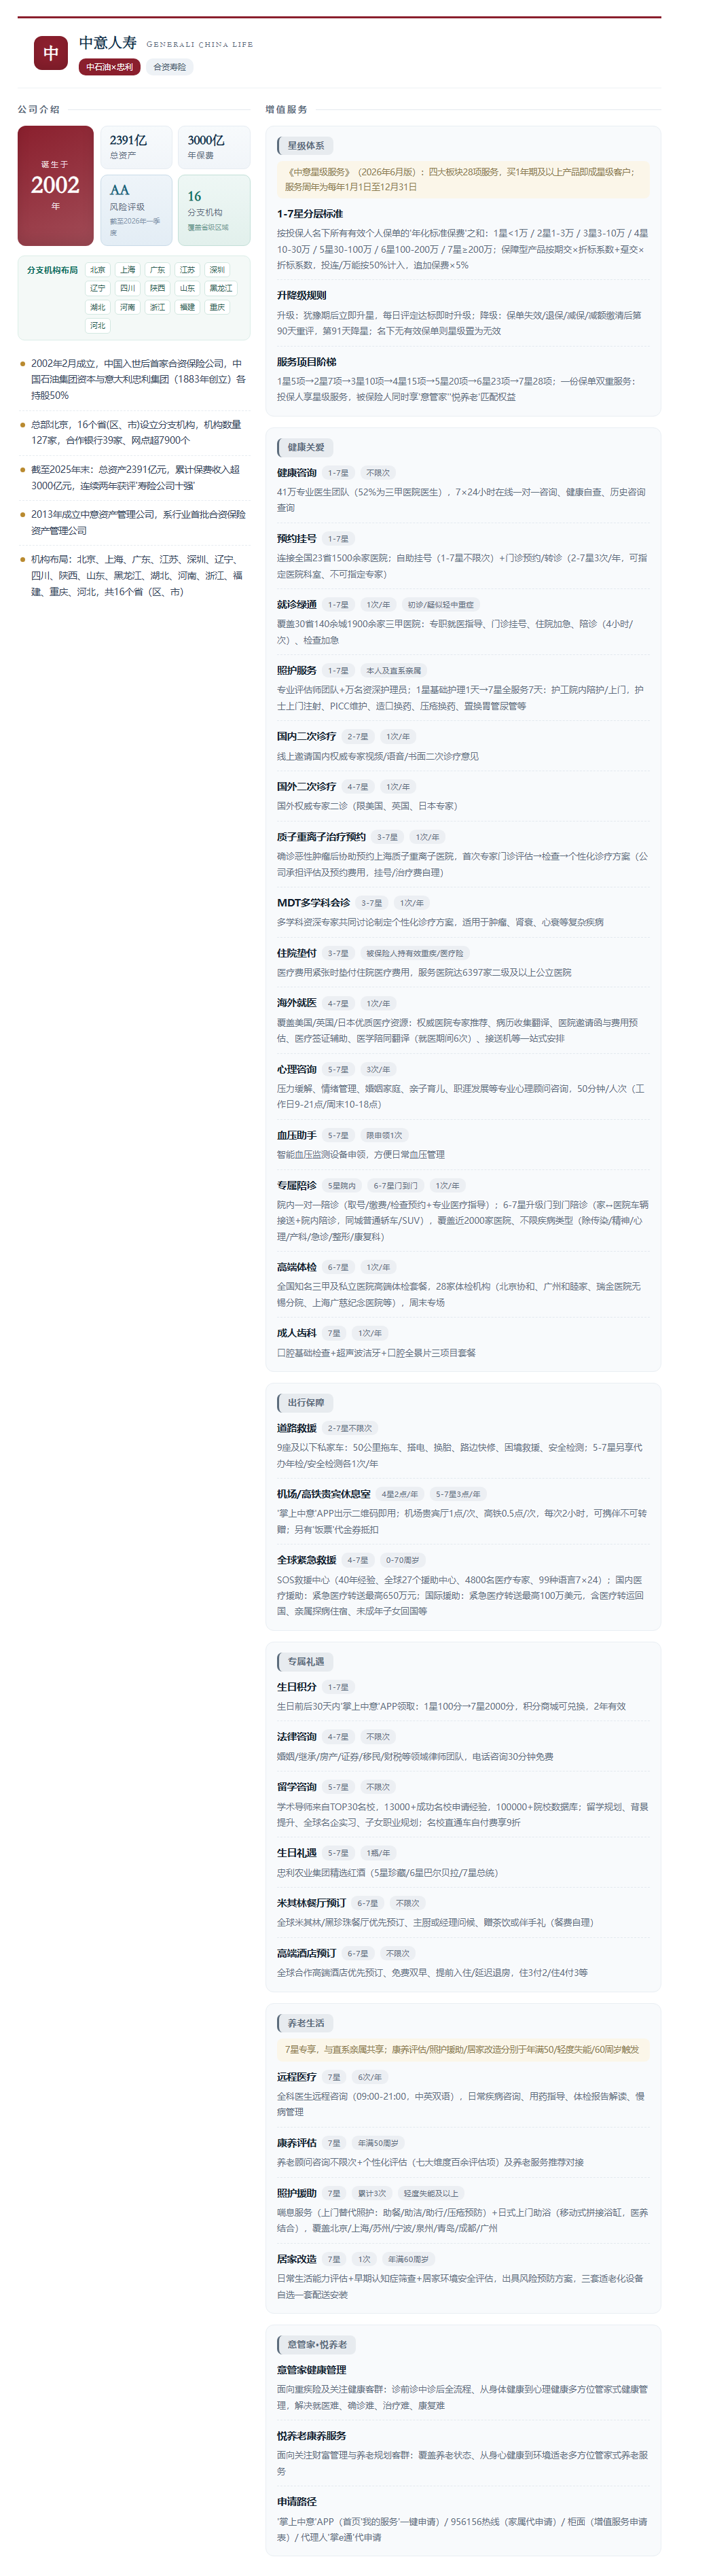 中
中意人寿 GENERALI CHINA LIFE
中石油×忠利 合资寿险
公司介绍
诞生于
2002
年
2391亿
总资产
3000亿
年保费
AA
风险评级
截至2026年一季
度
16
分支机构
覆盖省级区域
分支机构布局
北京 上海 广东 江苏 深圳
辽宁 四川 陕西 山东 黑龙江
湖北 河南 浙江 福建 重庆
河北
2002年2月成立，中国入世后首家合资保险公司，中
国石油集团资本与意大利忠利集团（1883年创立）各
持股50%
总部北京，16个省(区、市)设立分支机构，机构数量
127家，合作银行39家、网点超7900个
截至2025年末：总资产2391亿元，累计保费收入超
3000亿元，连续两年获评'寿险公司十强'
2013年成立中意资产管理公司，系行业首批合资保险
资产管理公司
机构布局：北京、上海、广东、江苏、深圳、辽宁、
四川、陕西、山东、黑龙江、湖北、河南、浙江、福
建、重庆、河北，共16个省（区、市）
增值服务
星级体系
《中意星级服务》（2026年6月版）；四大板块28项服务，买1年期及以上产品即成星级客户；
服务周年为每年1月1日至12月31日
1-7星分层标准
按投保人名下所有有效个人保单的'年化标准保费'之和：1星<1万 / 2星1-3万 / 3星3-10万 / 4星
10-30万 / 5星30-100万 / 6星100-200万 / 7星≥200万；保障型产品按期交×折标系数+趸交×
折标系数，投连/万能按50%计入，追加保费×5%
升降级规则
升级：犹豫期后立即升星，每日评定达标即时升级；降级：保单失效/退保/减保/减额缴清后第
90天重评，第91天降星；名下无有效保单则星级置为无效
服务项目阶梯
1星5项→2星7项→3星10项→4星15项→5星20项→6星23项→7星28项；一份保单双重服务：
投保人享星级服务，被保险人同时享'意管家''悦养老'匹配权益
健康关爱
健康咨询 1-7星 不限次
41万专业医生团队（52%为三甲医院医生），7×24小时在线一对一咨询、健康自查、历史咨询
查询
预约挂号 1-7星
连接全国23省1500余家医院；自助挂号（1-7星不限次）+门诊预约/转诊（2-7星3次/年，可指
定医院科室、不可指定专家）
就诊绿通 1-7星 1次/年 初诊/疑似轻中重症
覆盖30省140余城1900余家三甲医院：专职就医指导、门诊挂号、住院加急、陪诊（4小时/
次）、检查加急
照护服务 1-7星 本人及直系亲属
专业评估师团队+万名资深护理员；1星基础护理1天→7星全服务7天；护工院内陪护/上门，护
士上门注射、PICC维护、造口换药、压疮换药、置换胃管尿管等
国内二次诊疗 2-7星 1次/年
线上邀请国内权威专家视频/语音/书面二次诊疗意见
国外二次诊疗 4-7星 1次/年
国外权威专家二诊（限美国、英国、日本专家）
质子重离子治疗预约 3-7星 1次/年
确诊恶性肿瘤后协助预约上海质子重离子医院，首次专家门诊评估→检查→个性化诊疗方案（公
司承担评估及预约费用，挂号/治疗费自理）
MDT多学科会诊 3-7星 1次/年
多学科资深专家共同讨论制定个性化诊疗方案，适用于肿瘤、肾衰、心衰等复杂疾病
住院垫付 3-7星 被保险人持有效重疾/医疗险
医疗费用紧张时垫付住院医疗费用，服务医院达6397家二级及以上公立医院
海外就医 4-7星 1次/年
覆盖美国/英国/日本优质医疗资源：权威医院专家推荐、病历收集翻译、医院邀请函与费用预
估、医疗签证辅助、医学陪同翻译（就医期间6次）、接送机等一站式安排
心理咨询 5-7星 3次/年
压力缓解、情绪管理、婚姻家庭、亲子育儿、职涯发展等专业心理顾问咨询，50分钟/人次（工
作日9-21点/周末10-18点）
血压助手 5-7星 限申领1次
智能血压监测设备申领，方便日常血压管理
专属陪诊 5星院内 6-7星门到门 1次/年
院内一对一陪诊（取号/缴费/检查预约+专业医疗指导）；6-7星升级门到门陪诊（家↔医院车辆
接送+院内陪诊，同城普通轿车/SUV），覆盖近2000家医院、不限疾病类型（除传染/精神/心
理/产科/急诊/整形/康复科）
高端体检 6-7星 1次/年
全国知名三甲及私立医院高端体检套餐，28家体检机构（北京协和、广州和睦家、瑞金医院无
锡分院、上海广慈纪念医院等），周末专场
成人齿科 7星 1次/年
口腔基础检查+超声波洁牙+口腔全景片三项目套餐
出行保障
道路救援 2-7星不限次
9座及以下私家车：50公里拖车、搭电、换胎、路边快修、困境救援、安全检测；5-7星另享代
办年检/安全检测各1次/年
机场/高铁贵宾休息室 4星2点/年 5-7星3点/年
'掌上中意'APP出示二维码即用；机场贵宾厅1点/次、高铁0.5点/次，每次2小时，可携伴不可转
赠；另有'饭票'代金券抵扣
全球紧急救援 4-7星 0-70周岁
SOS救援中心（40年经验、全球27个援助中心、4800名医疗专家、99种语言7×24）；国内医
疗援助：紧急医疗转送最高650万元；国际援助：紧急医疗转送最高100万美元，含医疗转运回
国、亲属探病住宿、未成年子女回国等
专属礼遇
生日积分 1-7星
生日前后30天内'掌上中意'APP领取：1星100分→7星2000分，积分商城可兑换，2年有效
法律咨询 4-7星 不限次
婚姻/继承/房产/证券/移民/财税等领域律师团队，电话咨询30分钟免费
留学咨询 5-7星 不限次
学术导师来自TOP30名校，13000+成功名校申请经验，100000+院校数据库；留学规划、背景
提升、全球名企实习、子女职业规划；名校直通车自付费享9折
生日礼遇 5-7星 1瓶/年
忠利农业集团精选红酒（5星珍藏/6星巴尔贝拉/7星总统）
米其林餐厅预订 6-7星 不限次
全球米其林/黑珍珠餐厅优先预订、主厨或经理问候、赠茶饮或伴手礼（餐费自理）
高端酒店预订 6-7星 不限次
全球合作高端酒店优先预订、免费双早、提前入住/延迟退房，住3付2/住4付3等
养老生活
7星专享，与直系亲属共享；康养评估/照护援助/居家改造分别于年满50/轻度失能/60周岁触发
远程医疗 7星 6次/年
全科医生远程咨询（09:00-21:00，中英双语），日常疾病咨询、用药指导、体检报告解读、慢
病管理
康养评估 7星 年满50周岁
养老顾问咨询不限次+个性化评估（七大维度百余评估项）及养老服务推荐对接
照护援助 7星 累计3次 轻度失能及以上
喘息服务（上门替代照护：助餐/助洁/助行/压疮预防）+日式上门助浴（移动式拼接浴缸，医养
结合），覆盖北京/上海/苏州/宁波/泉州/青岛/成都/广州
居家改造 7星 1次 年满60周岁
日常生活能力评估+早期认知症筛查+居家环境安全评估，出具风险预防方案，三套适老化设备
自选一套配送安装
意管家·悦养老
意管家健康管理
面向重疾险及关注健康客群：诊前诊中诊后全流程、从身体健康到心理健康多方位管家式健康管
理，解决就医难、确诊难、治疗难、康复难
悦养老康养服务
面向关注财富管理与养老规划客群：覆盖养老状态、从身心健康到环境适老多方位管家式养老服
务
申请路径
'掌上中意'APP（首页'我的服务'一键申请）/ 956156热线（家属代申请）/ 柜面（增值服务申请
表）/ 代理人'掌e通'代申请